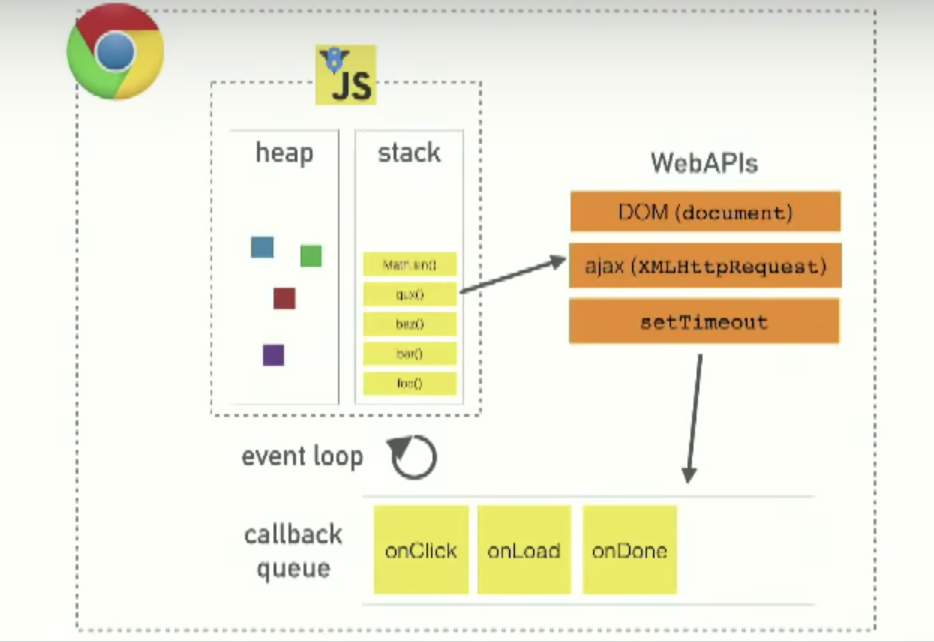 JS
heap
stack
WebAPIs
DOM (document)
Math.sin()
ajax (XMLHttpRequest)
qux()
baz()
setTimeout
bar()
foo()
event loop
callback
queue
onClick
onLoad
onDone